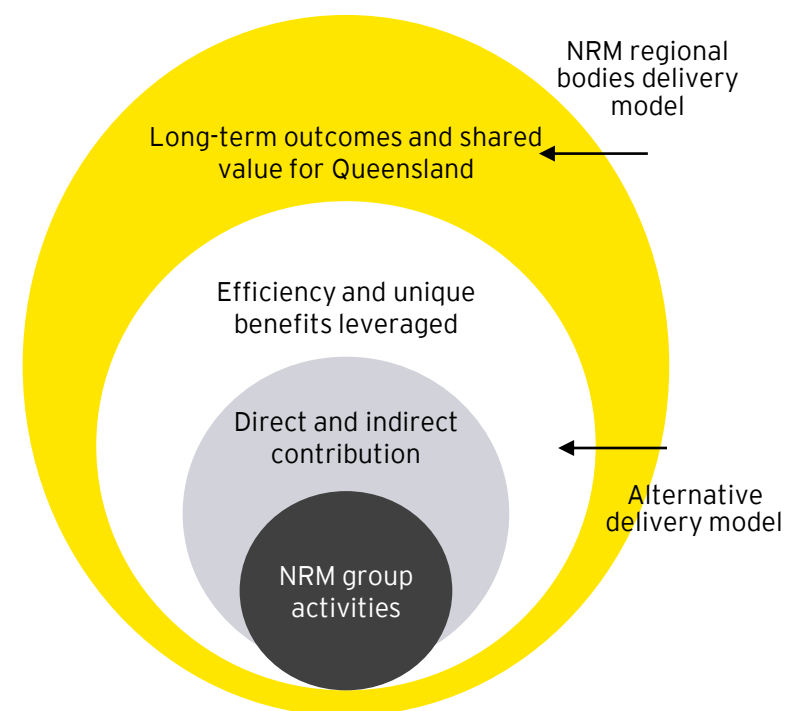 NRM regional
bodies delivery
model
Long-term outcomes and shared
value for Queensland
Efficiency and unique
benefits leveraged
Direct and indirect
contribution
Alternative
delivery model
NRM group
activities